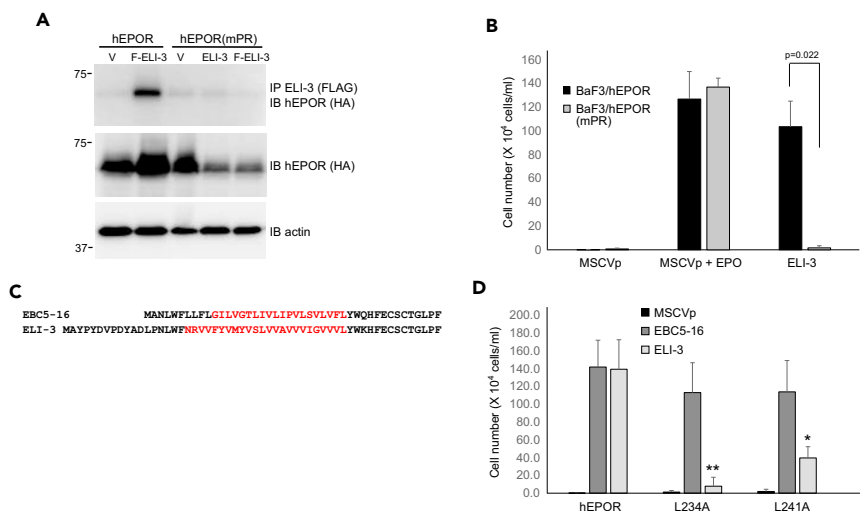 A
hEPOR hEPOR(mPR)
V F-ELI-3 V ELI-3 F-ELI-3
75-
IP ELI-3 (FLAG)
IB hEPOR (HA)
75-
IB hEPOR (HA)
IB actin
37-
B
p=0.022
BaF3/hEPOR
BaF3/hEPOR
(mPR)
Cell number (X 10⁴ cells/ml)
160
140
120
100
80
60
40
20
0
MSCVp MSCVp + EPO ELI-3
C
EBC5-16 MANLWFLLFLGILVGTLIVLIPVLSVLVFLYWQHFECSCTGLPF
ELI-3 MAYPYDVPDYADLPNLWFNRVVFYVMYVSLVVAVVVIGVVVLYWKHFECSCTGLPF
D
MSCVp
EBC5-16
ELI-3
Cell number (X 10⁴ cells/ml)
200.0
180.0
160.0
140.0
120.0
100.0
80.0
60.0
40.0
20.0
0.0
**
*
hEPOR L234A L241A